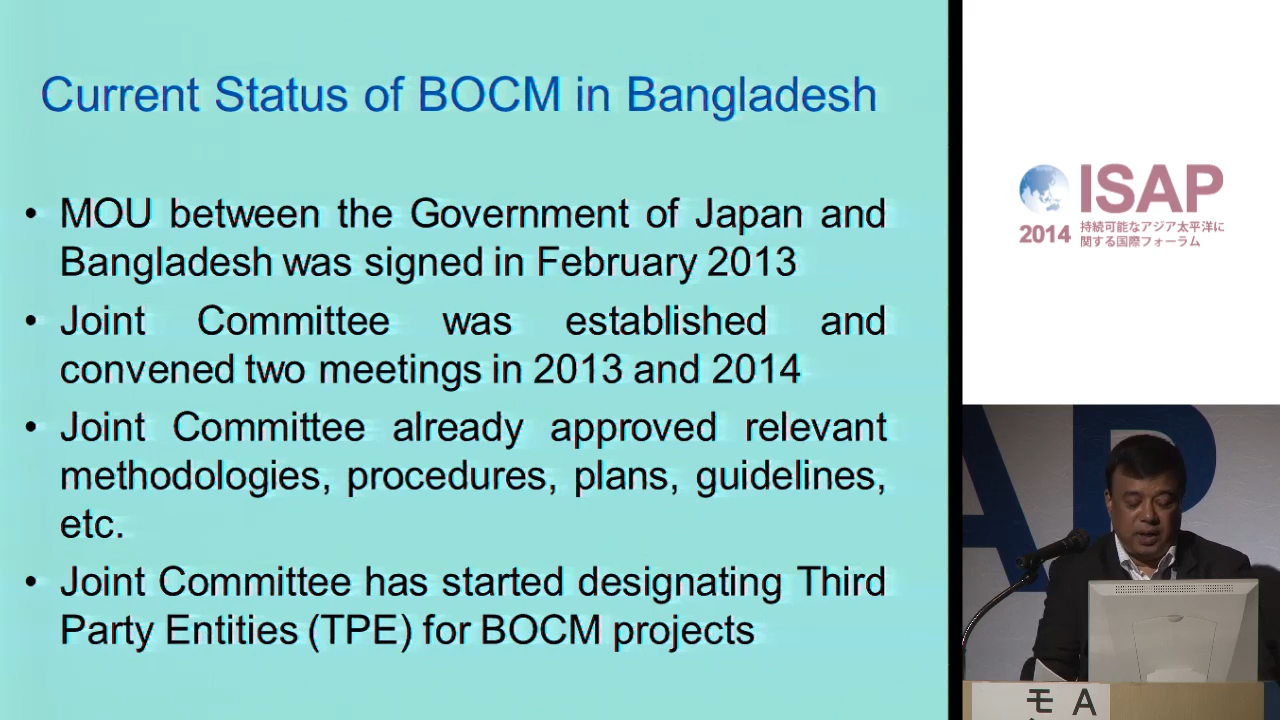 Current Status of BOCM in Bangladesh
• MOU between the Government of Japan and
Bangladesh was signed in February 2013
• Joint Committee was established and
convened two meetings in 2013 and 2014
• Joint Committee already approved relevant
methodologies, procedures, plans, guidelines,
etc.
• Joint Committee has started designating Third
Party Entities (TPE) for BOCM projects
ISAP
2014 持続可能なアジア太平洋に
関する国際フォーラム
AP
モ A